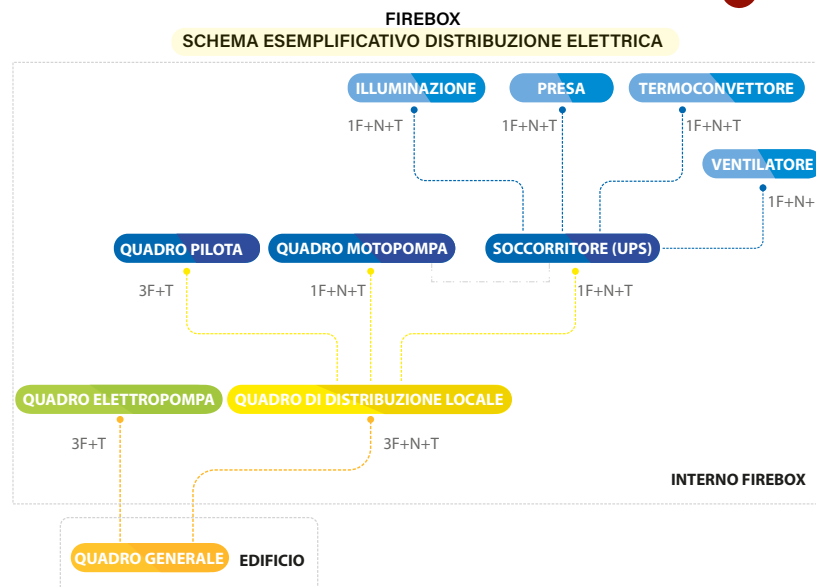 FIREBOX
SCHEMA ESEMPLIFICATIVO DISTRIBUZIONE ELETTRICA
ILLUMINAZIONE
PRESA
TERMOCONVETTORE
1F+N+T
1F+N+T
1F+N+T
VENTILATORE
1F+N+
QUADRO PILOTA
QUADRO MOTOPOMPA
SOCCORRITORE (UPS)
3F+T
1F+N+T
1F+N+T
QUADRO ELETTROPOMPA
QUADRO DI DISTRIBUZIONE LOCALE
3F+T
3F+N+T
INTERNO FIREBOX
QUADRO GENERALE
EDIFICIO